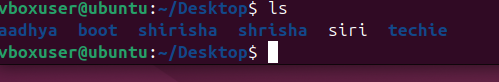 vboxuser@ubuntu:~/Desktop$ ls
aadhya boot shirisha shrisha siri techie
vboxuser@ubuntu:~/Desktop$